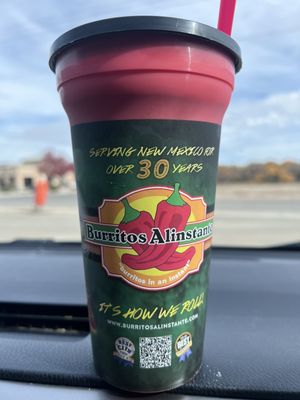 SERVING NEW MEXICO FOR
OVER 30 YEARS
Burritos Alinstante
burritos in an instant
IT'S HOW WE ROLL!
WWW.BURRITOSALINSTANTE.COM